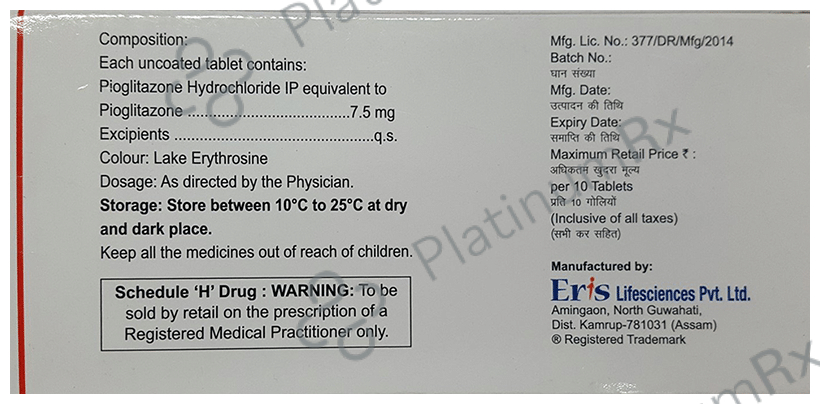 Composition:
Each uncoated tablet contains:
Pioglitazone Hydrochloride IP equivalent to
Pioglitazone .....................................7.5 mg
Excipients .............................................q.s.
Colour: Lake Erythrosine
Dosage: As directed by the Physician.
Storage: Store between 10°C to 25°C at dry
and dark place.
Keep all the medicines out of reach of children.
Schedule ‘H’ Drug : WARNING: To be
sold by retail on the prescription of a
Registered Medical Practitioner only.
Mfg. Lic. No.: 377/DR/Mfg/2014
Batch No.:
घान संख्या
Mfg. Date:
उत्पादन की तिथि
Expiry Date:
समाप्ति की तिथि
Maximum Retail Price ₹ :
अधिकतम खुदरा मूल्य
per 10 Tablets
प्रति 10 गोलियों
(Inclusive of all taxes)
(सभी कर सहित)
Manufactured by:
Eris Lifesciences Pvt. Ltd.
Amingaon, North Guwahati,
Dist. Kamrup-781031 (Assam)
® Registered Trademark
PlatinumRx
PlatinumRx